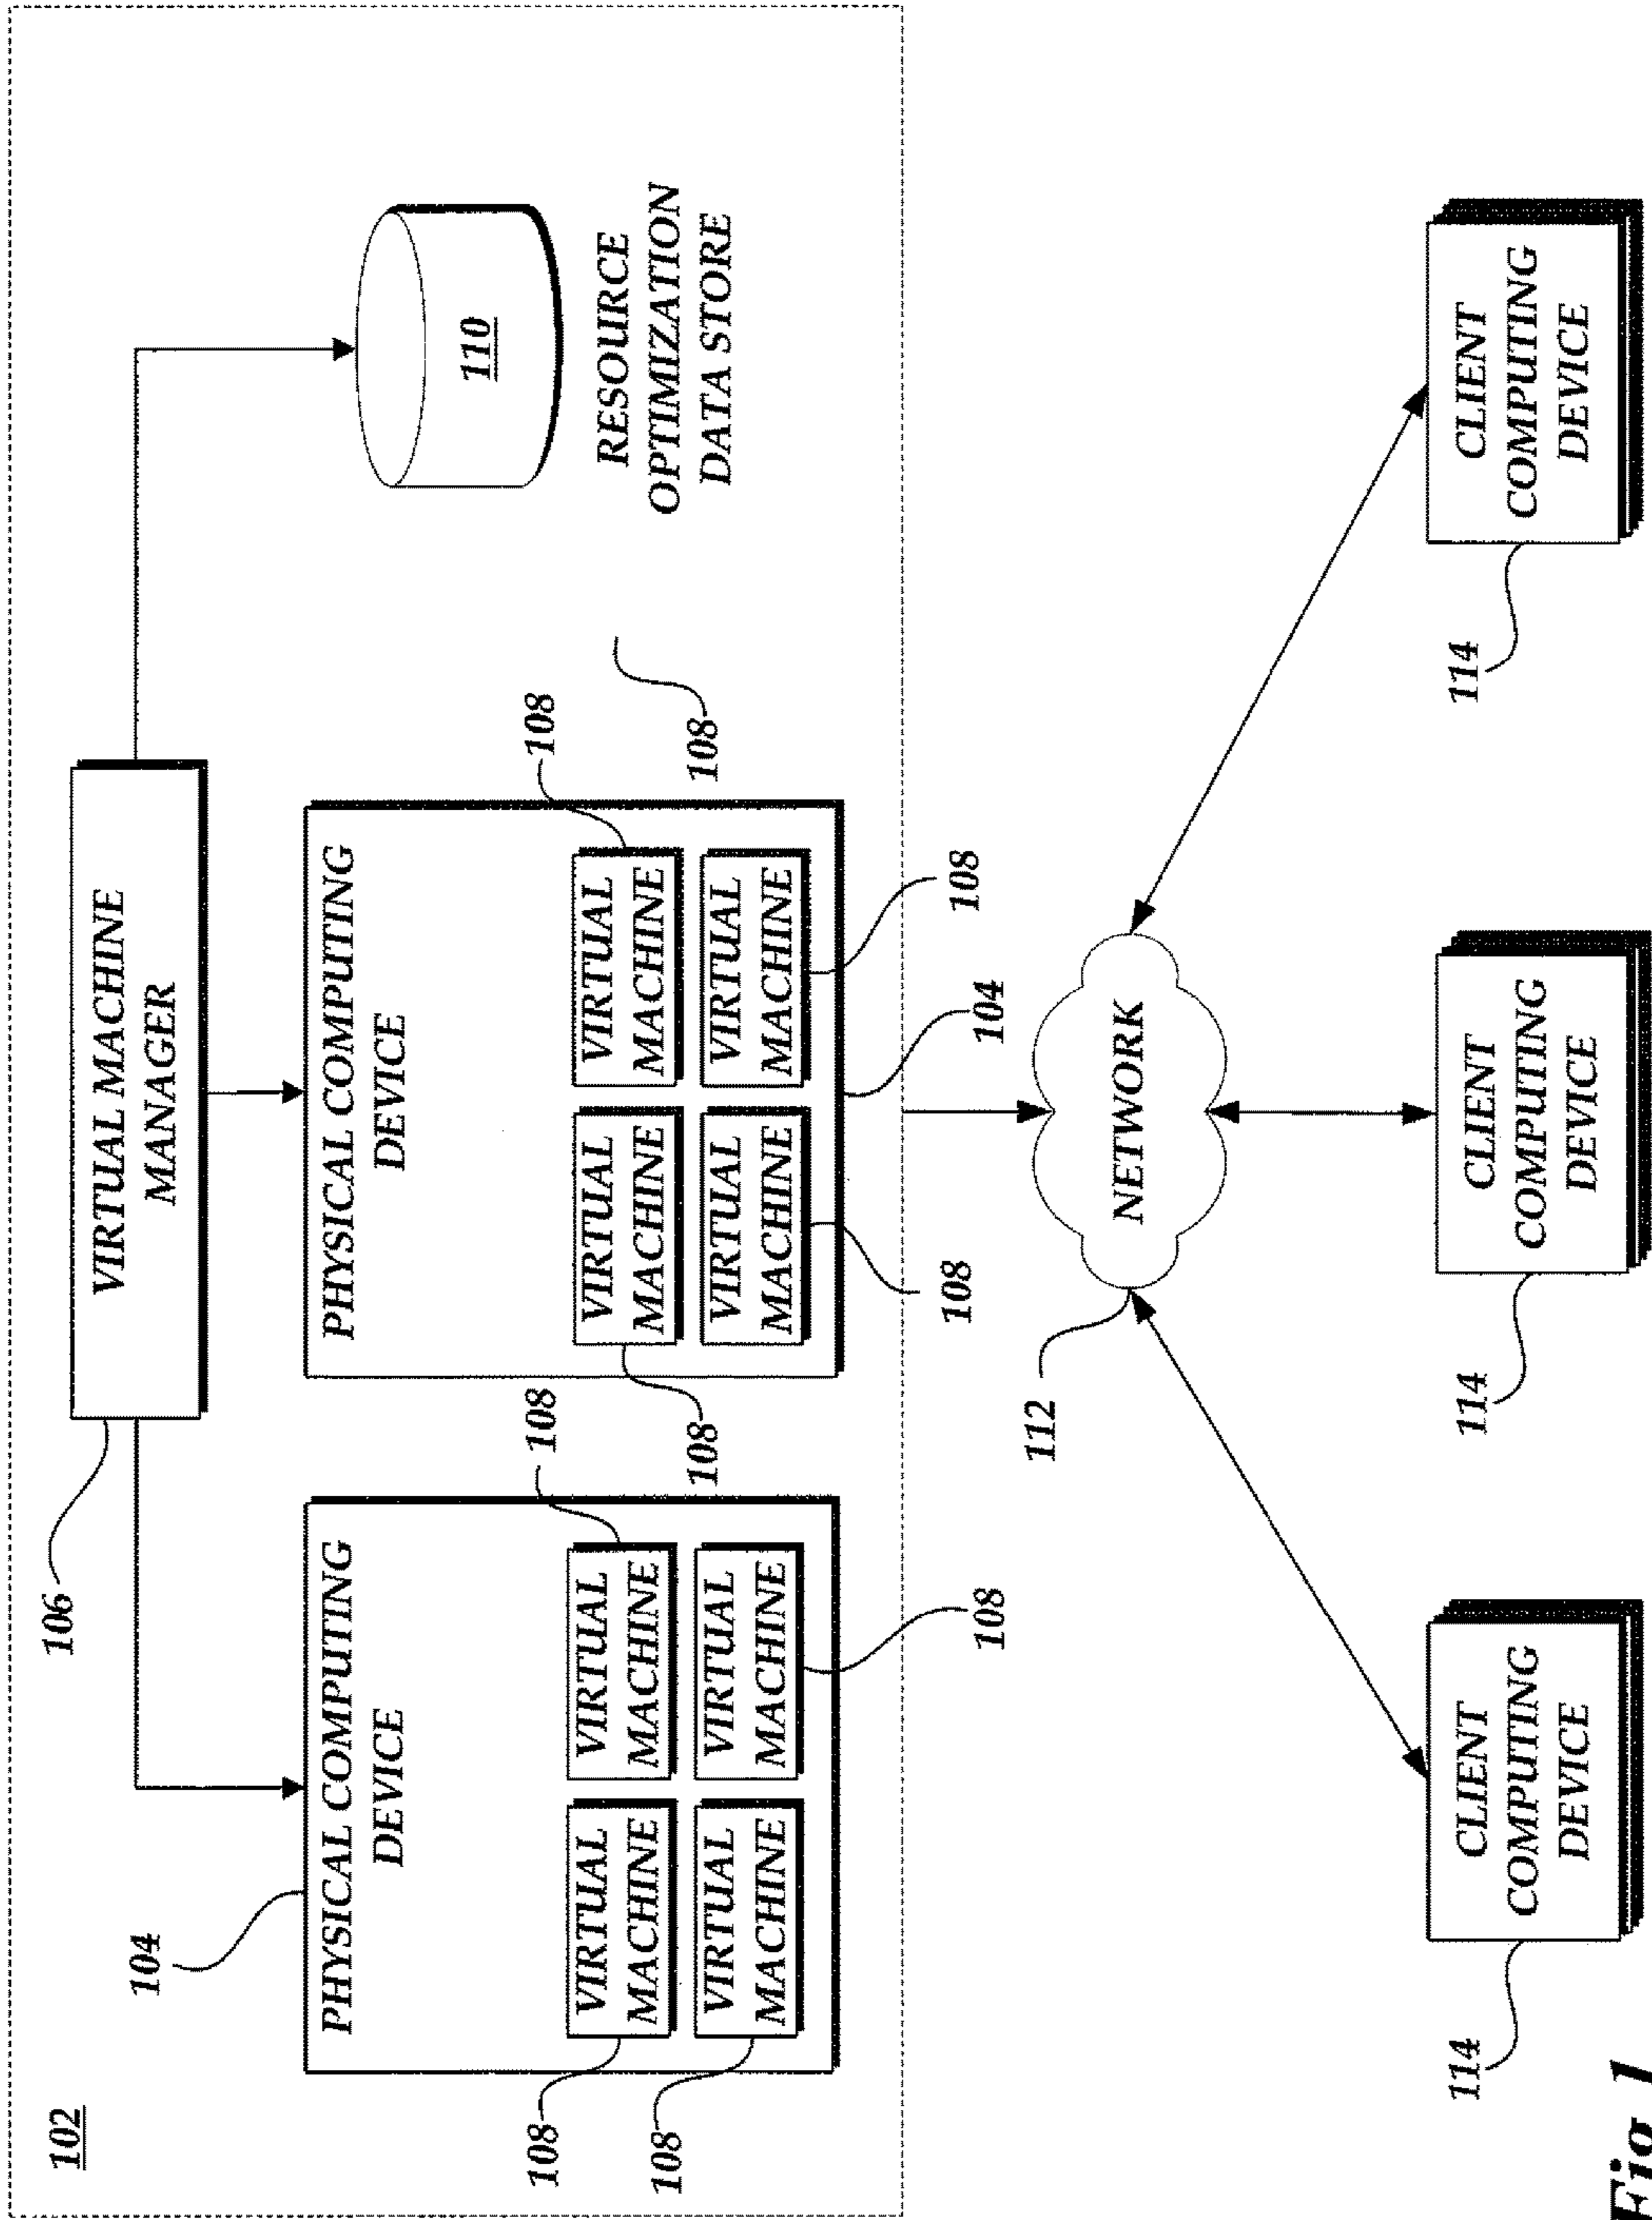 102
106
VIRTUAL MACHINE
MANAGER
104
PHYSICAL COMPUTING
DEVICE
VIRTUAL
MACHINE
VIRTUAL
MACHINE
VIRTUAL
MACHINE
VIRTUAL
MACHINE
108
108
108
108
PHYSICAL COMPUTING
DEVICE
VIRTUAL
MACHINE
VIRTUAL
MACHINE
VIRTUAL
MACHINE
VIRTUAL
MACHINE
108
108
108
108
104
108
110
RESOURCE
OPTIMIZATION
DATA STORE
112
NETWORK
114
CLIENT
COMPUTING
DEVICE
114
CLIENT
COMPUTING
DEVICE
114
CLIENT
COMPUTING
DEVICE
Fig. 1